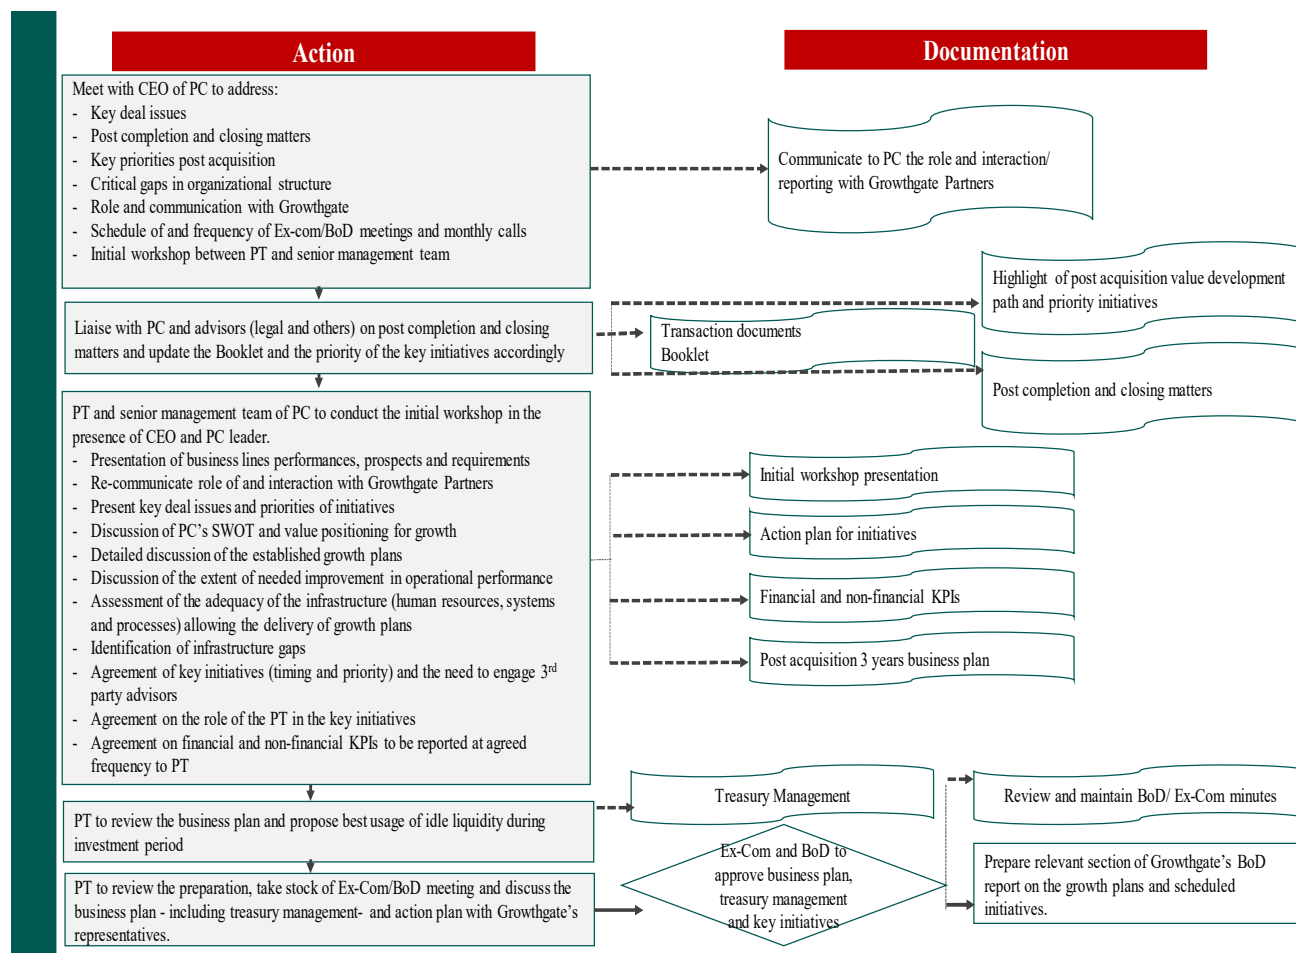 Action
Documentation
Meet with CEO of PC to address:
- Key deal issues
- Post completion and closing matters
- Key priorities post acquisition
- Critical gaps in organizational structure
- Role and communication with Growthgate
- Schedule of and frequency of Ex-com/BoD meetings and monthly calls
- Initial workshop between PT and senior management team
Communicate to PC the role and interaction/
reporting with Growthgate Partners
Liaise with PC and advisors (legal and others) on post completion and closing
matters and update the Booklet and the priority of the key initiatives accordingly
Transaction documents
Booklet
Highlight of post acquisition value development
path and priority initiatives
Post completion and closing matters
PT and senior management team of PC to conduct the initial workshop in the
presence of CEO and PC leader.
- Presentation of business lines performances, prospects and requirements
- Re-communicate role of and interaction with Growthgate Partners
- Present key deal issues and priorities of initiatives
- Discussion of PC's SWOT and value positioning for growth
- Detailed discussion of the established growth plans
- Discussion of the extent of needed improvement in operational performance
- Assessment of the adequacy of the infrastructure (human resources, systems
and processes) allowing the delivery of growth plans
- Identification of infrastructure gaps
- Agreement of key initiatives (timing and priority) and the need to engage 3rd
party advisors
- Agreement on the role of the PT in the key initiatives
- Agreement on financial and non-financial KPIs to be reported at agreed
frequency to PT
Initial workshop presentation
Action plan for initiatives
Financial and non-financial KPIs
Post acquisition 3 years business plan
PT to review the business plan and propose best usage of idle liquidity during
investment period
Treasury Management
Review and maintain BoD/ Ex-Com minutes
PT to review the preparation, take stock of Ex-Com/BoD meeting and discuss the
business plan - including treasury management- and action plan with Growthgate's
representatives.
Ex-Com and BoD to
approve business plan,
treasury management
and key initiatives
Prepare relevant section of Growthgate's BoD
report on the growth plans and scheduled
initiatives.